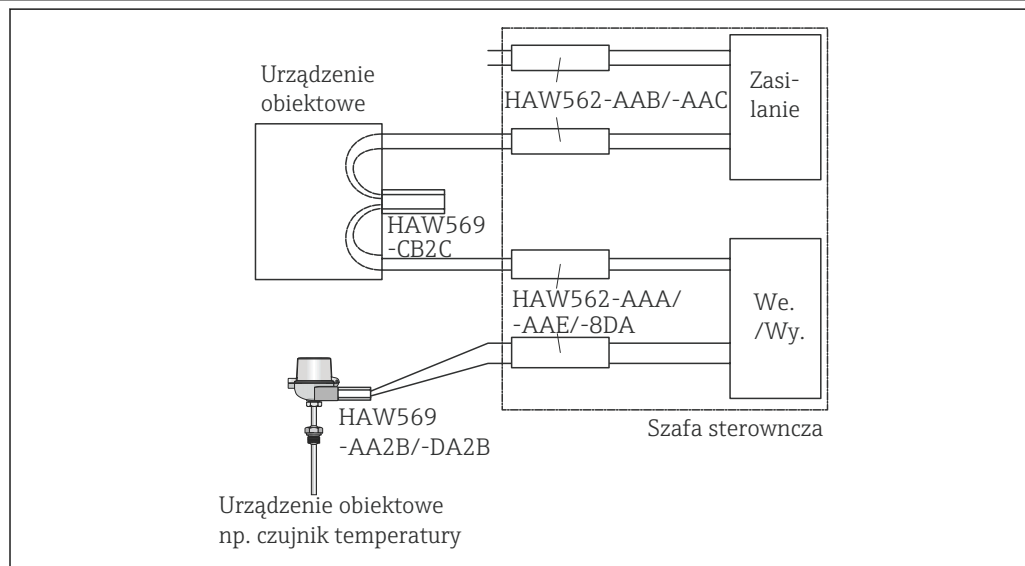 Urządzenie
obiektowe
HAW562-AAB/-AAC
Zasi-
lanie
HAW569
-CB2C
HAW562-AAA/
-AAE/-8DA
We.
/Wy.
HAW569
-AA2B/-DA2B
Szafa sterowncza
Urządzenie obiektowe
np. czujnik temperatury